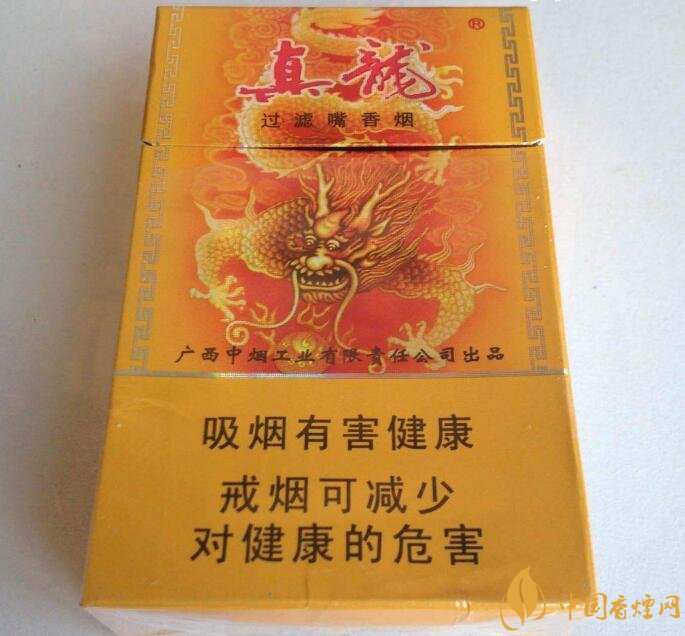 真龍®
过滤嘴香烟
广西中烟工业有限责任公司出品
吸烟有害健康
戒烟可减少
对健康的危害
中国香煙网